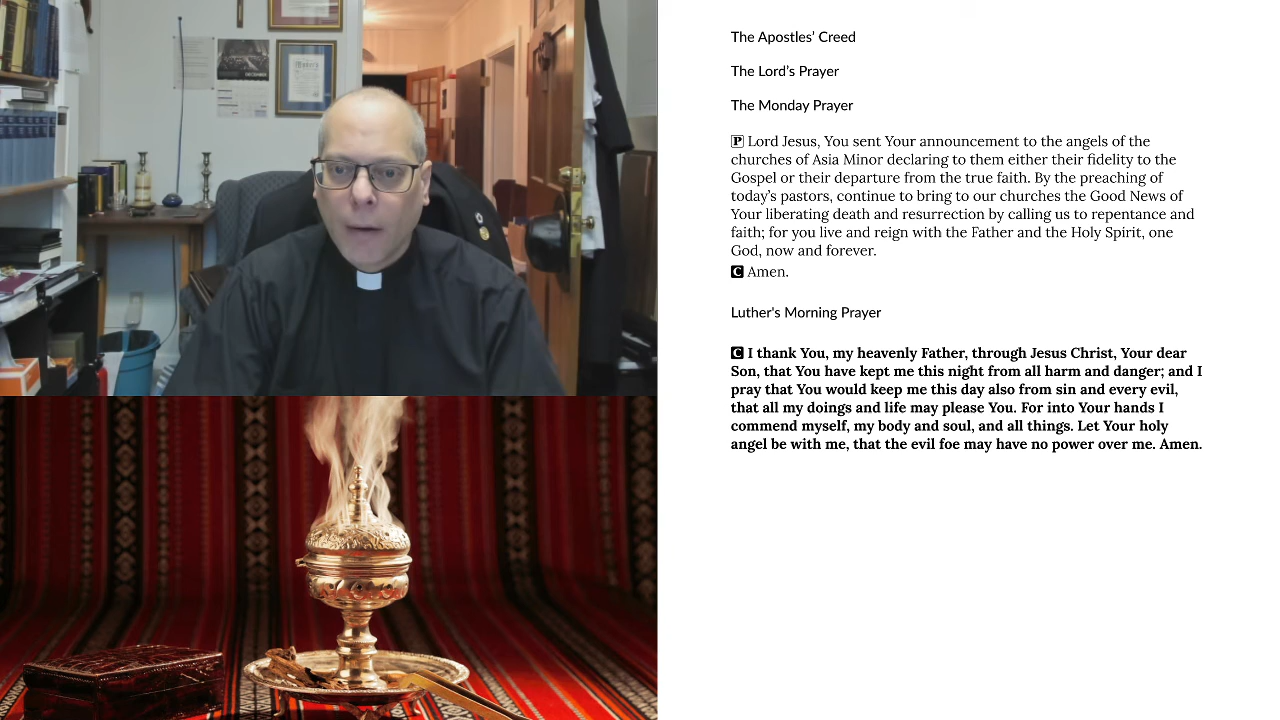 The Apostles’ Creed
The Lord’s Prayer
The Monday Prayer
P Lord Jesus, You sent Your announcement to the angels of the
churches of Asia Minor declaring to them either their fidelity to the
Gospel or their departure from the true faith. By the preaching of
today’s pastors, continue to bring to our churches the Good News of
Your liberating death and resurrection by calling us to repentance and
faith; for you live and reign with the Father and the Holy Spirit, one
God, now and forever.
C Amen.
Luther's Morning Prayer
C I thank You, my heavenly Father, through Jesus Christ, Your dear
Son, that You have kept me this night from all harm and danger; and I
pray that You would keep me this day also from sin and every evil,
that all my doings and life may please You. For into Your hands I
commend myself, my body and soul, and all things. Let Your holy
angel be with me, that the evil foe may have no power over me. Amen.